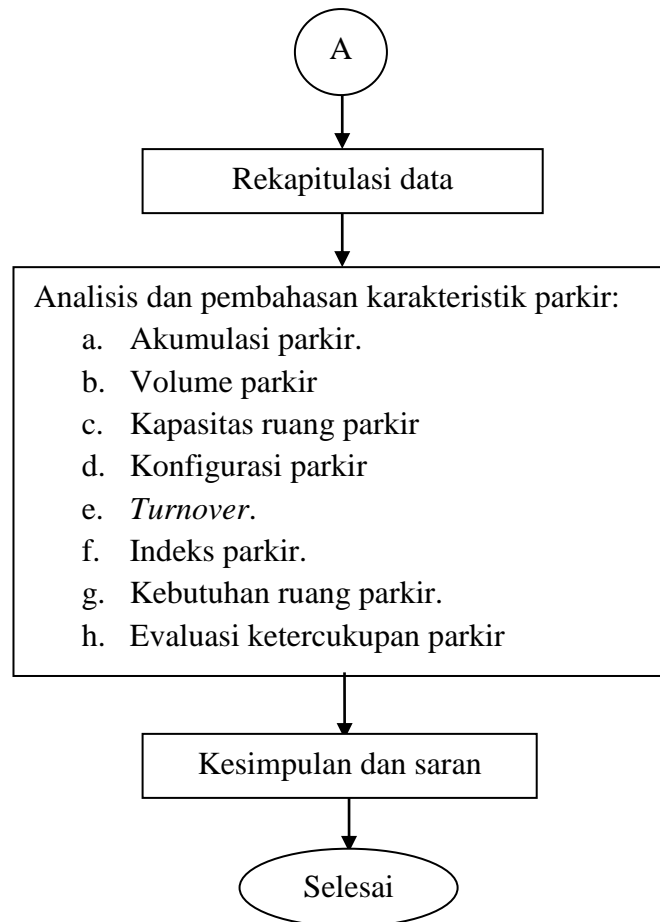 A
Rekapitulasi data
Analisis dan pembahasan karakteristik parkir:
a. Akumulasi parkir.
b. Volume parkir
c. Kapasitas ruang parkir
d. Konfigurasi parkir
e. Turnover.
f. Indeks parkir.
g. Kebutuhan ruang parkir.
h. Evaluasi ketercukupan parkir
Kesimpulan dan saran
Selesai